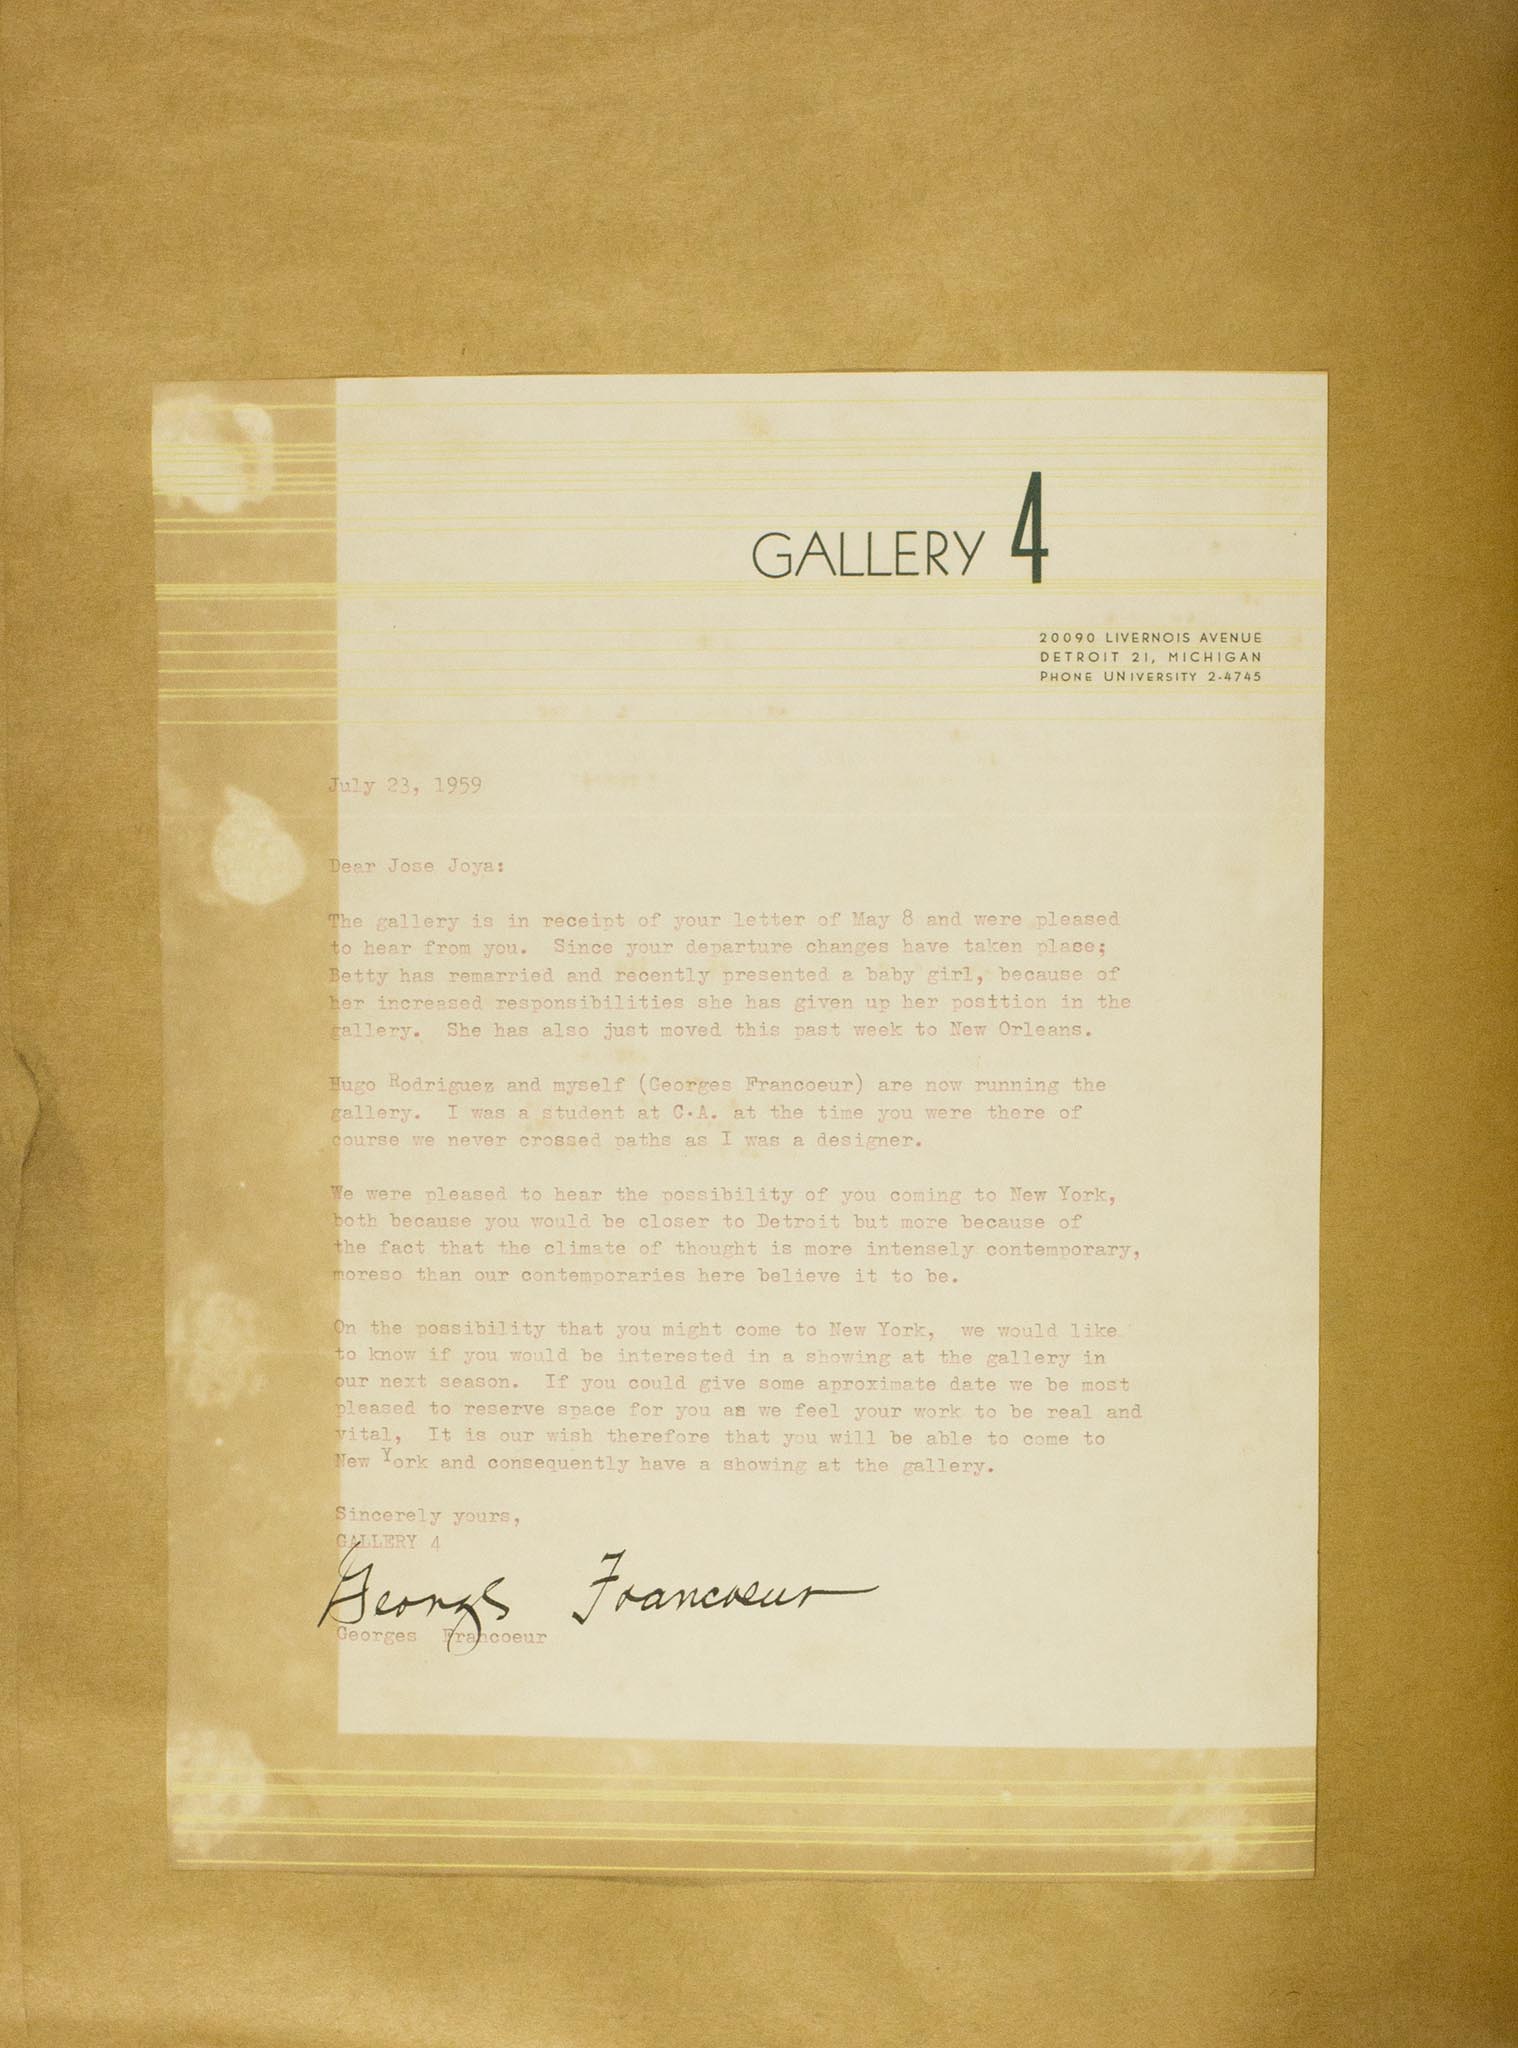 GALLERY 4
20090 LIVERNOIS AVENUE
DETROIT 21, MICHIGAN
PHONE UNIVERSITY 2-4745
July 23, 1959
Dear Jose Joya:
The gallery is in receipt of your letter of May 8 and were pleased
to hear from you. Since your departure changes have taken place;
Betty has remarried and recently presented a baby girl, because of
her increased responsibilities she has given up her posttion in the
gallery. She has also just moved this past week to New Orleans.
Hugo Rodriguez and myself (Georges Francoeur) are now running the
gallery. I was a student at C.A. at the time you were there of
course we never crossed paths as I was a designer.
We were pleased to hear the possibility of you coming to New York,
both because you would be closer to Detroit but more because of
the fact that the climate of thought is more intensely contemporary,
moreso than our contemporaries here believe it to be.
On the possibility that you might come to New York, we would like
to know if you would be interested in a showing at the gallery in
our next season. If you could give some aproximate date we be most
pleased to reserve space for you as we feel your work to be real and
vital, It is our wish therefore that you will be able to come to
New York and consequently have a showing at the gallery.
Sincerely yours,
GALLERY 4
Georges Francoeur
Georges Francoeur